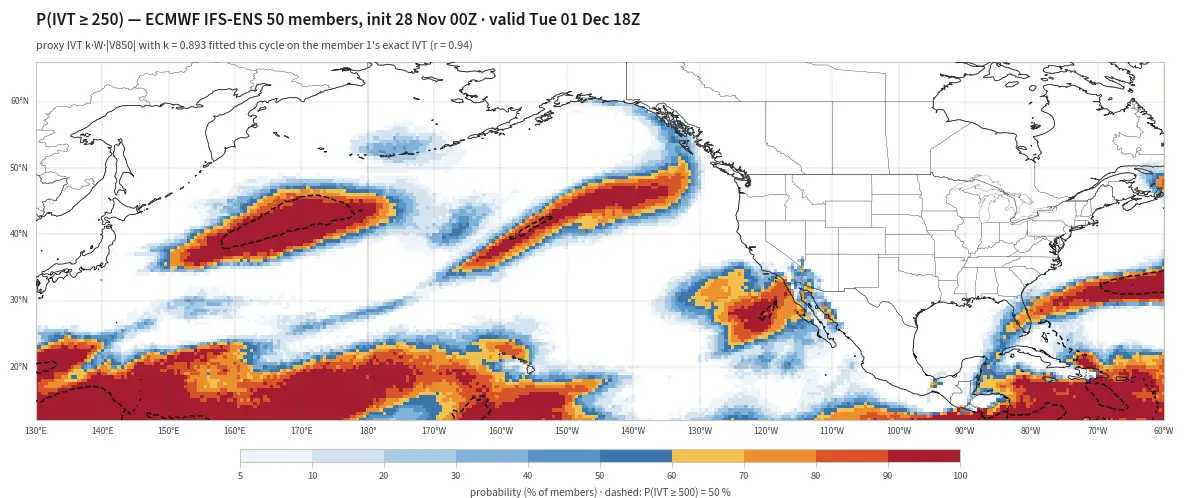 P(IVT ≥ 250) — ECMWF IFS-ENS 50 members, init 28 Nov 00Z · valid Tue 01 Dec 18Z
proxy IVT k·W·|V850| with k = 0.893 fitted this cycle on the member 1's exact IVT (r = 0.94)
60°N
50°N
40°N
30°N
20°N
130°E 140°E 150°E 160°E 170°E 180° 170°W 160°W 150°W 140°W 130°W 120°W 110°W 100°W 90°W 80°W 70°W 60°W
5 10 20 30 40 50 60 70 80 90 100
probability (% of members) · dashed: P(IVT ≥ 500) = 50 %